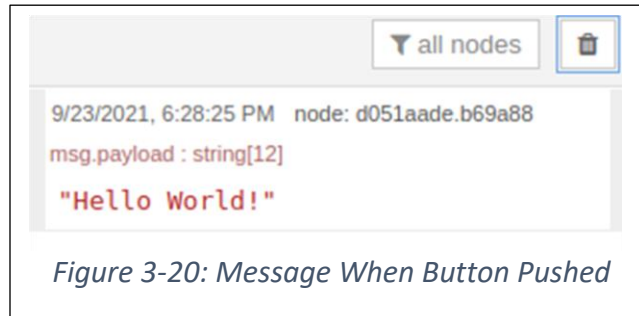 all nodes
9/23/2021, 6:28:25 PM node: d051aade.b69a88
msg.payload : string[12]
"Hello World!"
Figure 3-20: Message When Button Pushed